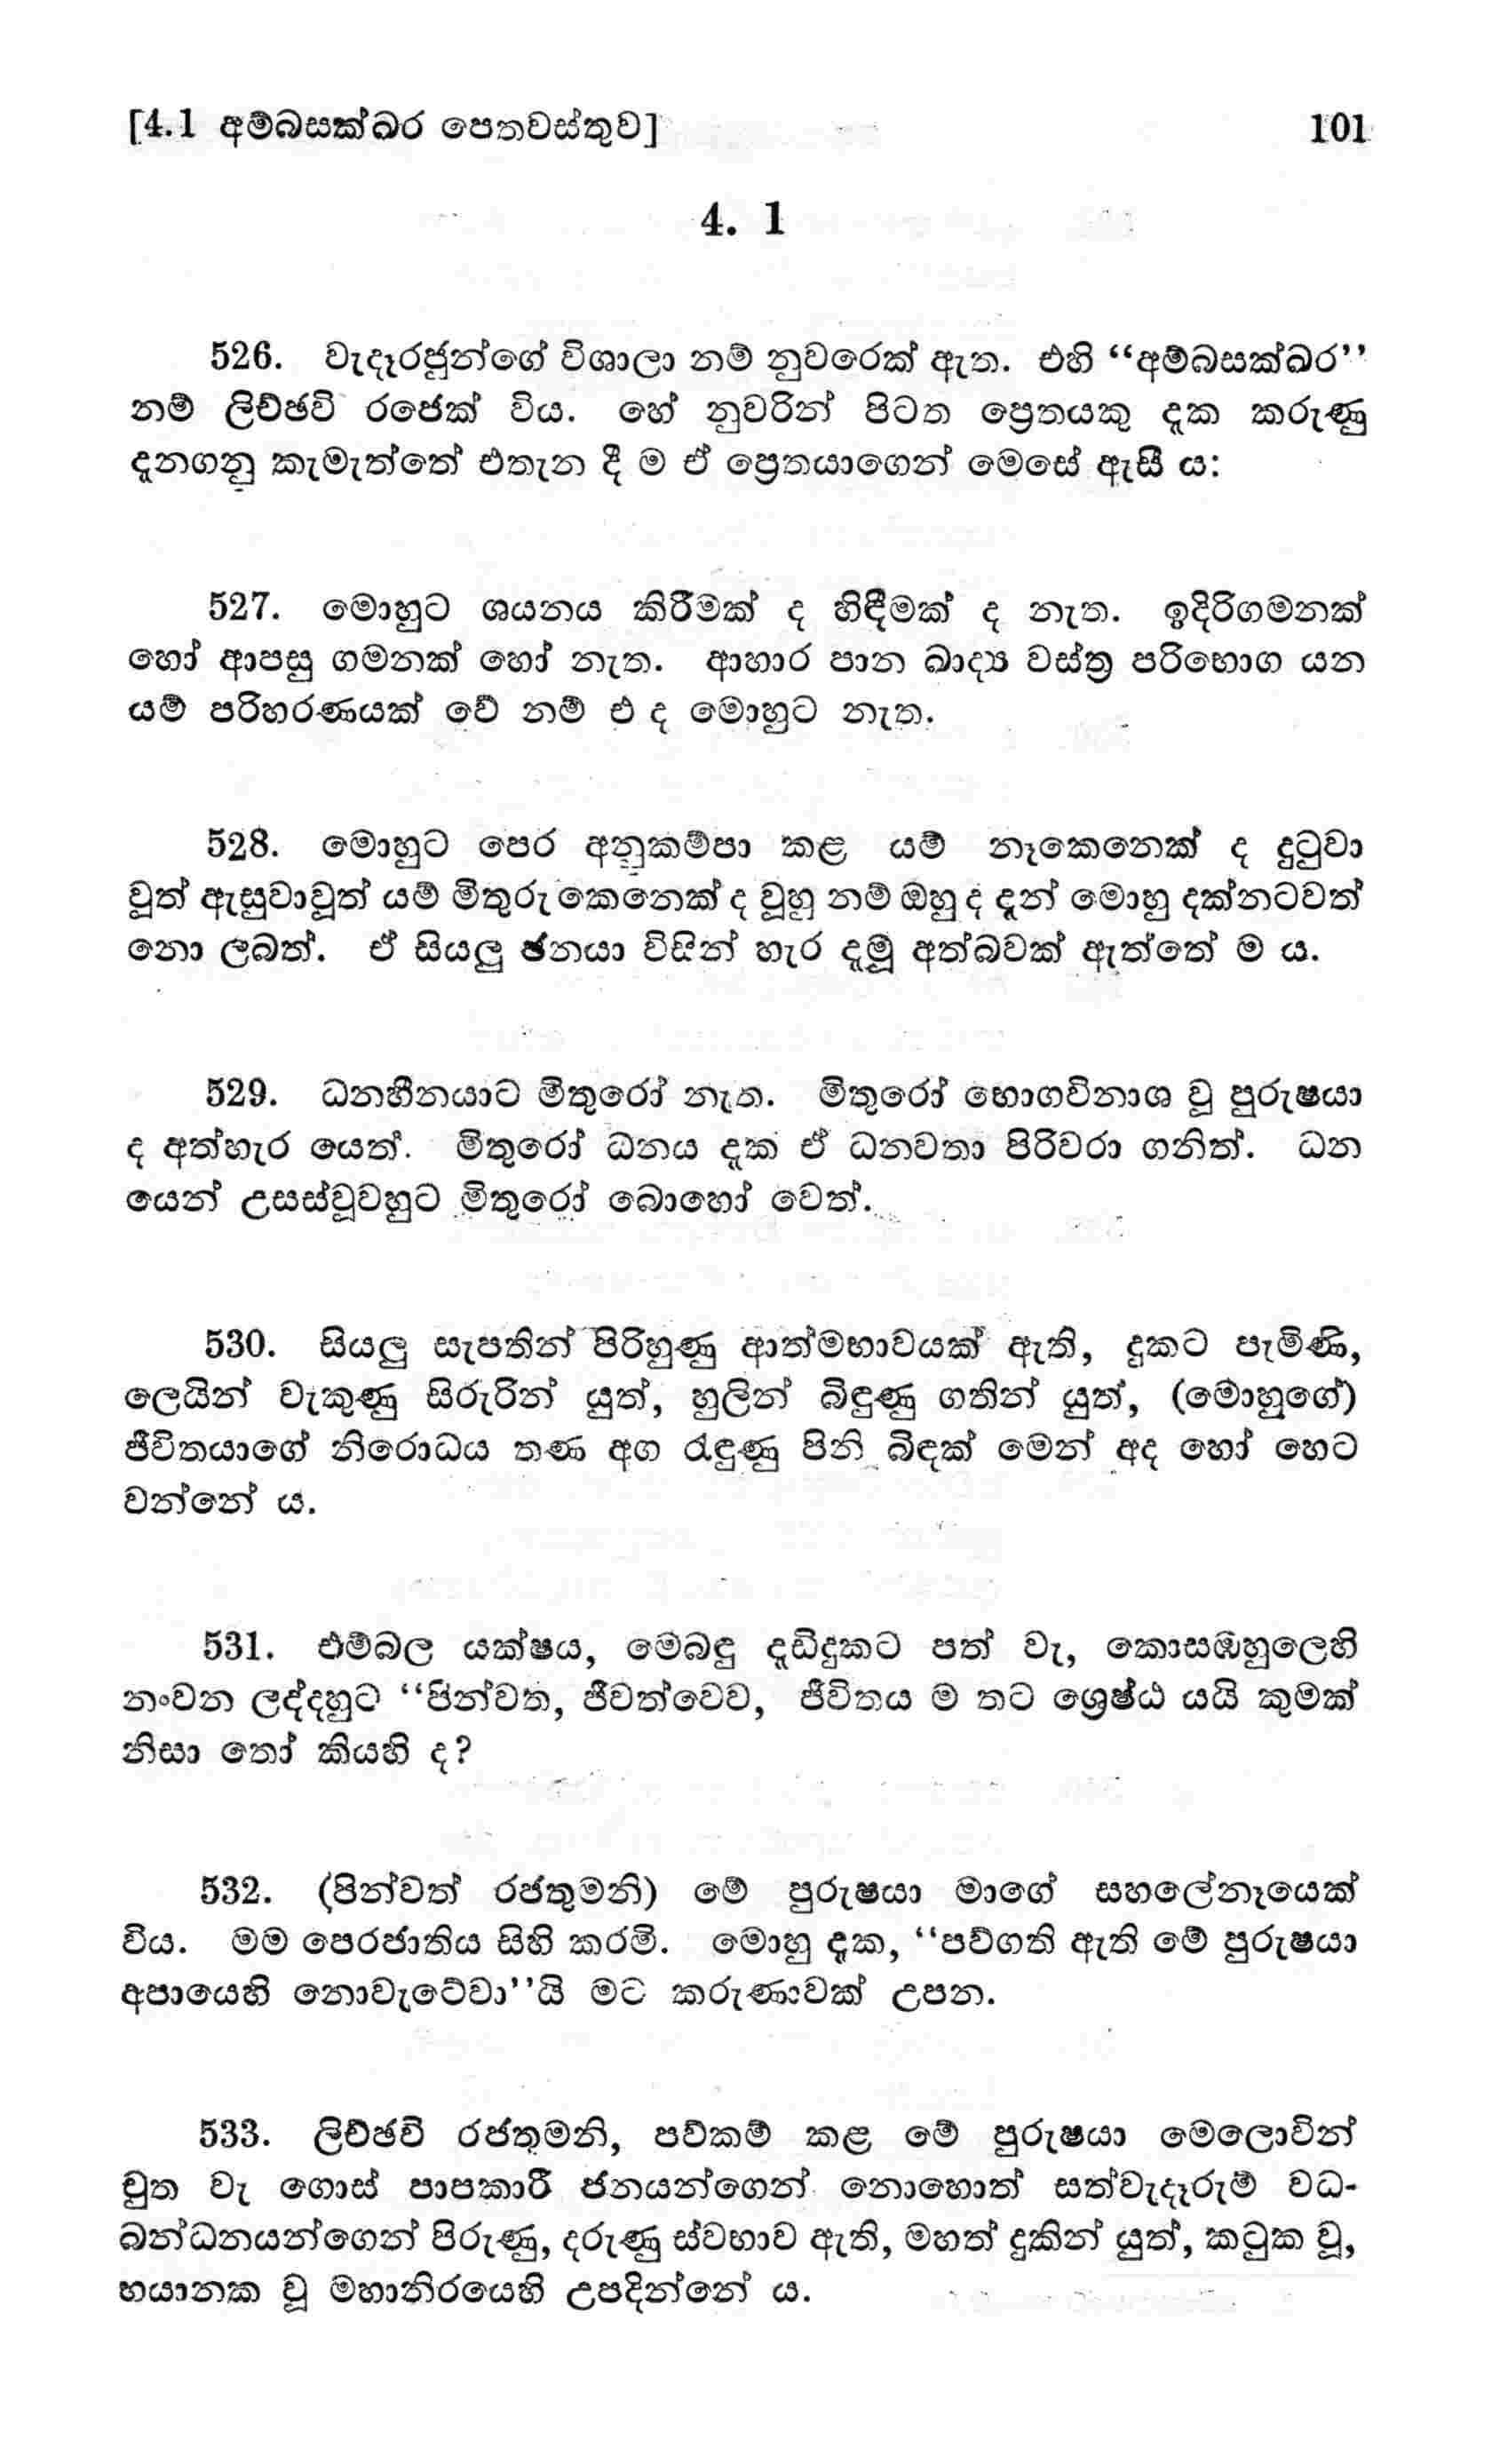 [4.1 අම්බසක්ඛර පෙතවස්තුව] 101
4. 1
526. වැදෑරජුන්ගේ විශාලා නම් නුවරෙක් ඇත. එහි “අම්බසක්ඛර’’
නම් ලිච්ඡවි රජෙක් විය. හේ නුවරින් පිටත ප්‍රෙතයකු දැක කරුණු
දැනගනු කැමැත්තේ එතැන දී ම ඒ ප්‍රෙතයාගෙන් මෙසේ ඇසී ය:
527. මොහුට ශයනය කිරීමක් ද හිඳීමක් ද නැත. ඉදිරිගමනක්
හෝ ආපසු ගමනක් හෝ නැත. ආහාර පාන ඛාද්‍ය වස්ත්‍ර පරිභොග යන
යම් පරිහරණයක් වේ නම් එ ද මොහුට නැත.
528. මොහුට පෙර අනුකම්පා කළ යම් නෑකෙනෙක් ද දුටුවා
වූත් ඇසුවාවූත් යම් මිතුරු කෙනෙක් ද වූහු නම් ඔහු ද දැන් මොහු දක්නටවත්
නො ලබත්. ඒ සියලු ජනයා විසින් හැර දැමූ අත්බවක් ඇත්තේ ම ය.
529. ධනහීනයාට මිතුරෝ නැත. මිතුරෝ භොගවිනාශ වූ පුරුෂයා
ද අත්හැර යෙත්. මිතුරෝ ධනය දැක ඒ ධනවතා පිරිවරා ගනිත්. ධන
යෙන් උසස්වූවහුට මිතුරෝ බොහෝ වෙත්.
530. සියලු සැපතින් පිරිහුණු ආත්මභාවයක් ඇති, දුකට පැමිණි,
ලෙයින් වැකුණු සිරුරින් යුත්, හුලින් බිඳුණු ගතින් යුත්, (මොහුගේ)
ජීවිතයාගේ නිරොධය තණ අග රැඳුණු පිනි බිඳක් මෙන් අද හෝ හෙට
වන්නේ ය.
531. එම්බල යක්ෂය, මෙබඳු දැඩිදුකට පත් වැ, කොසඹහුලෙහි
නංවන ලද්දහුට “පින්වත, ජීවත්වෙව, ජීවිතය ම තට ශ්‍රෙෂ්ඨ යයි කුමක්
නිසා තෝ කියහි ද?
532. (පින්වත් රජතුමනි) මේ පුරුෂයා මාගේ සහලේනෑයෙක්
විය. මම පෙරජාතිය සිහි කරමි. මොහු දැක, “පව්ගති ඇති මේ පුරුෂයා
අපායෙහි නොවැටේවා’’යි මට කරුණාවක් උපන.
533. ලිච්ඡවි රජතුමනි, පව්කම් කළ මේ පුරුෂයා මෙලොවින්
චුත වැ ගොස් පාපකාරී ජනයන්ගෙන් නොහොත් සත්වැදෑරුම් වධ-
බන්ධනයන්ගෙන් පිරුණු, දරුණු ස්වභාව ඇති, මහත් දුකින් යුත්, කටුක වූ,
භයානක වූ මහානිරයෙහි උපදින්නේ ය.